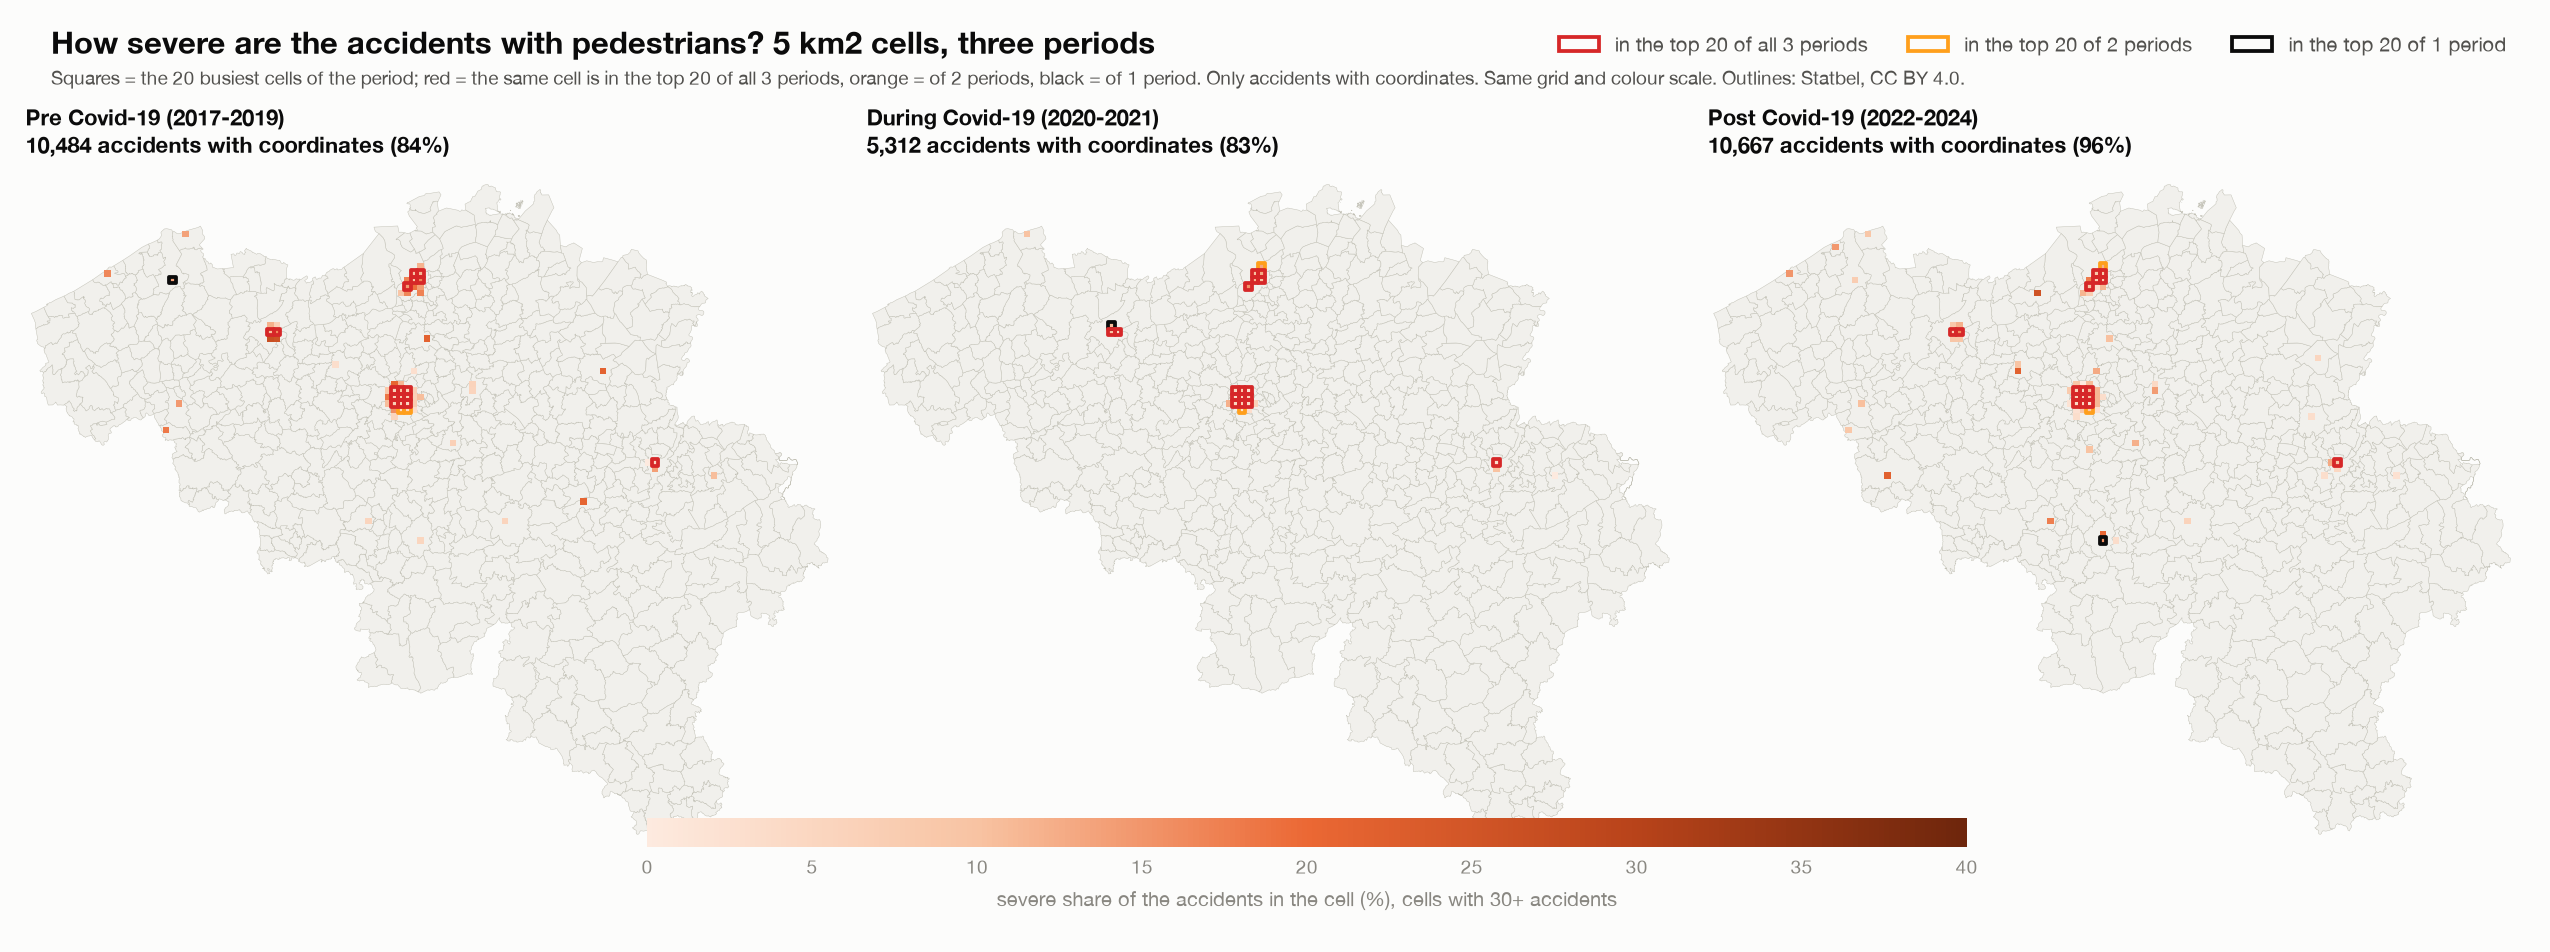 How severe are the accidents with pedestrians? 5 km2 cells, three periods
in the top 20 of all 3 periods
in the top 20 of 2 periods
in the top 20 of 1 period
Squares = the 20 busiest cells of the period; red = the same cell is in the top 20 of all 3 periods, orange = of 2 periods, black = of 1 period. Only accidents with coordinates. Same grid and colour scale. Outlines: Statbel, CC BY 4.0.
Pre Covid-19 (2017-2019)
10,484 accidents with coordinates (84%)
During Covid-19 (2020-2021)
5,312 accidents with coordinates (83%)
Post Covid-19 (2022-2024)
10,667 accidents with coordinates (96%)
0 5 10 15 20 25 30 35 40
severe share of the accidents in the cell (%), cells with 30+ accidents